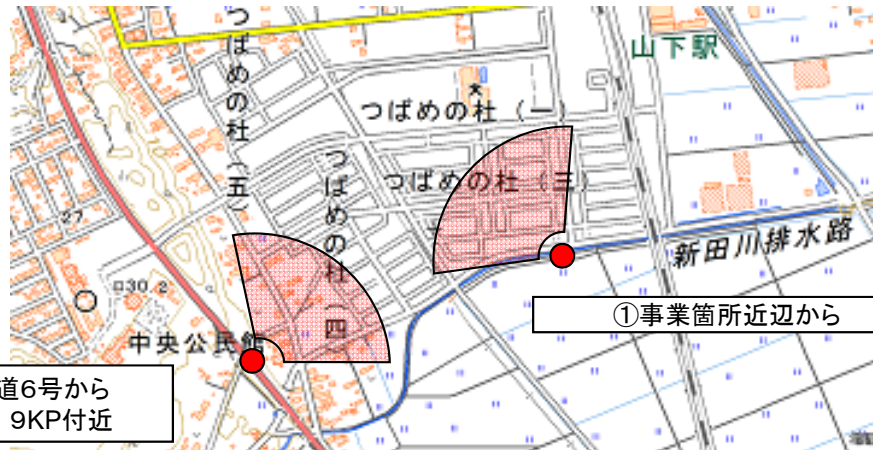 つばめの杜（五）
山下駅
文
つばめの杜（一）
つばめの杜（四）
つばめの杜（三）
27
30.2
新田川排水路
中央公民館
①事業箇所近辺から
道6号から
9KP付近